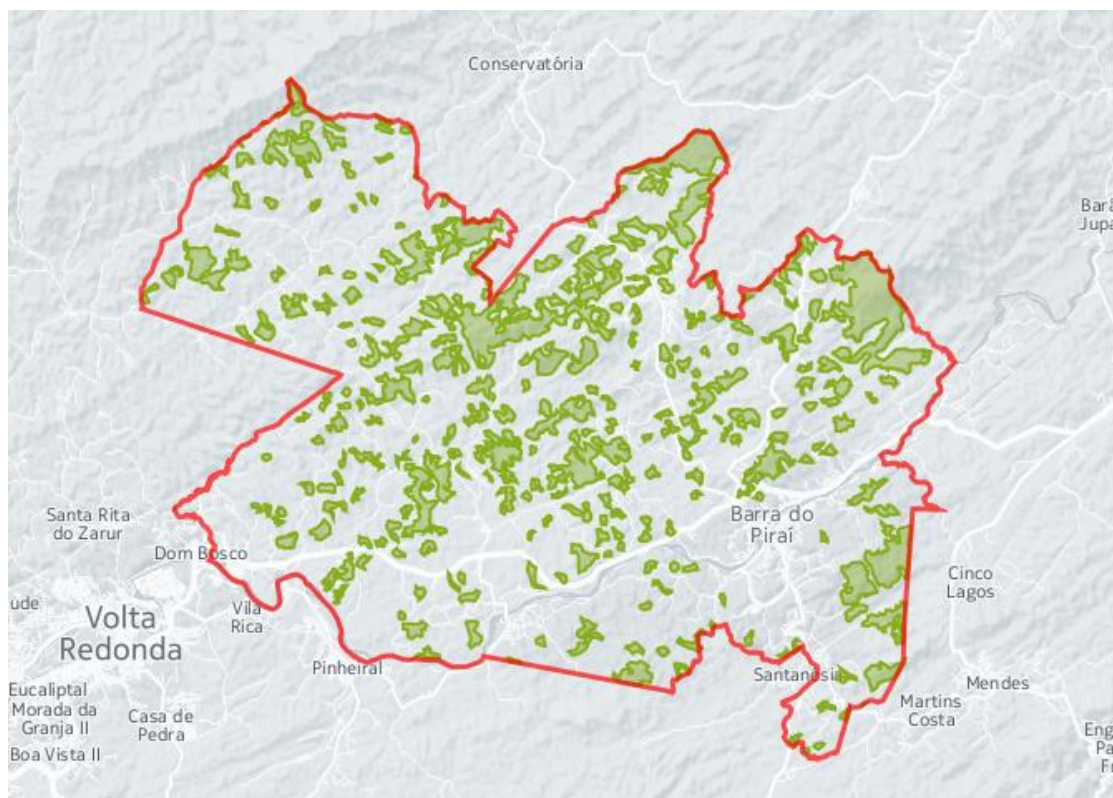 Conservatória
Santa Rita
do Zarur
Dom Bosco
Barra do
Piraí
Cinco
Lagos
Volta
Redonda
Vila
Rica
Pinheiral
Santanésia
Mendes
Martins
Costa
Eucaliptal
Morada da
Granja II
Boa Vista II
Casa de
Pedra